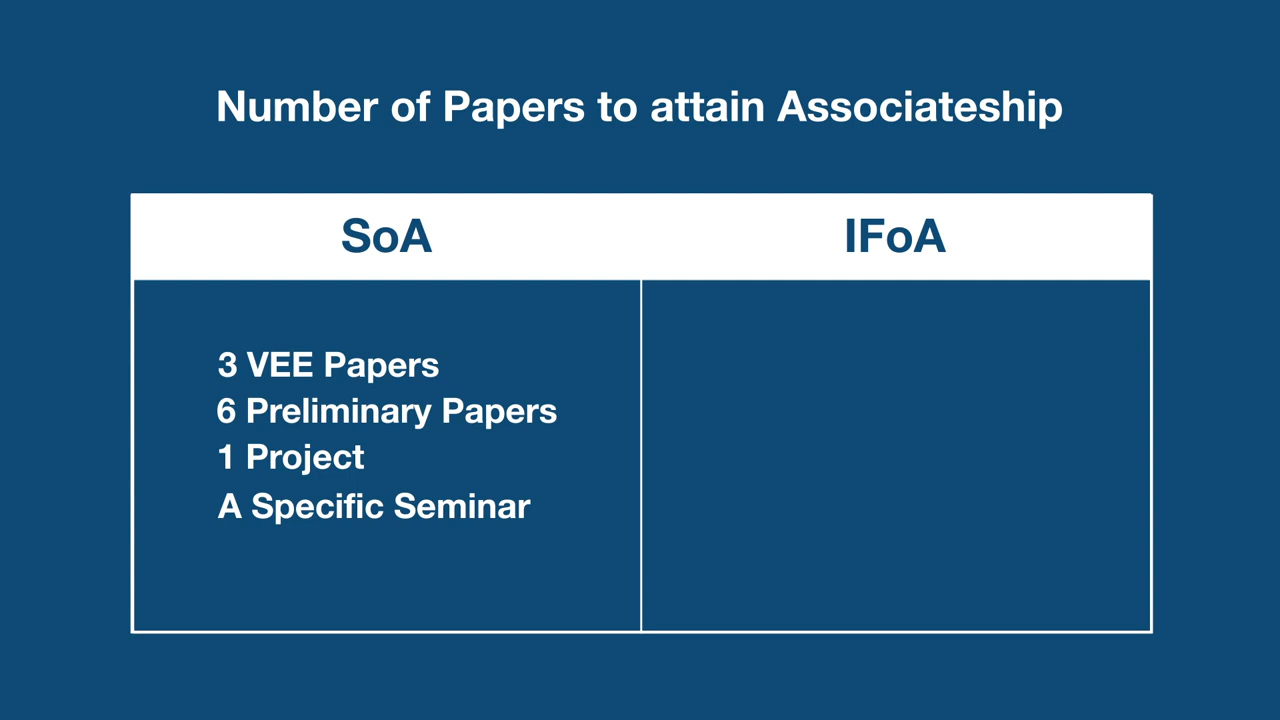 Number of Papers to attain Associateship
SoA
IFoA
3 VEE Papers
6 Preliminary Papers
1 Project
A Specific Seminar